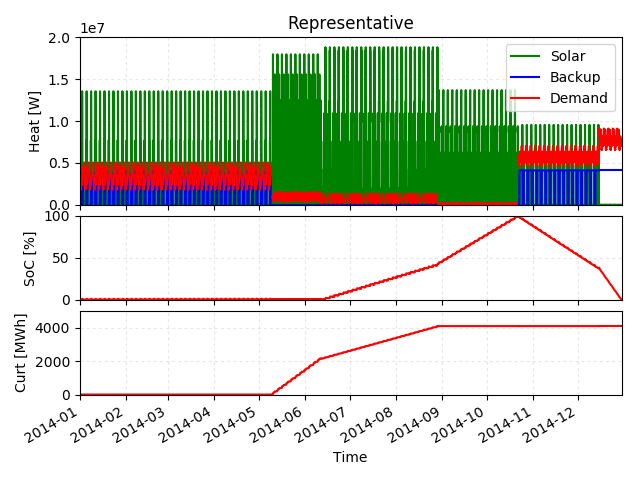 Representative
1e7
2.0
1.5
1.0
0.5
0.0
Heat [W]
Solar
Backup
Demand
100
50
0
SoC [%]
4000
2000
0
Curt [MWh]
2014-01
2014-02
2014-03
2014-04
2014-05
2014-06
2014-07
2014-08
2014-09
2014-10
2014-11
2014-12
Time